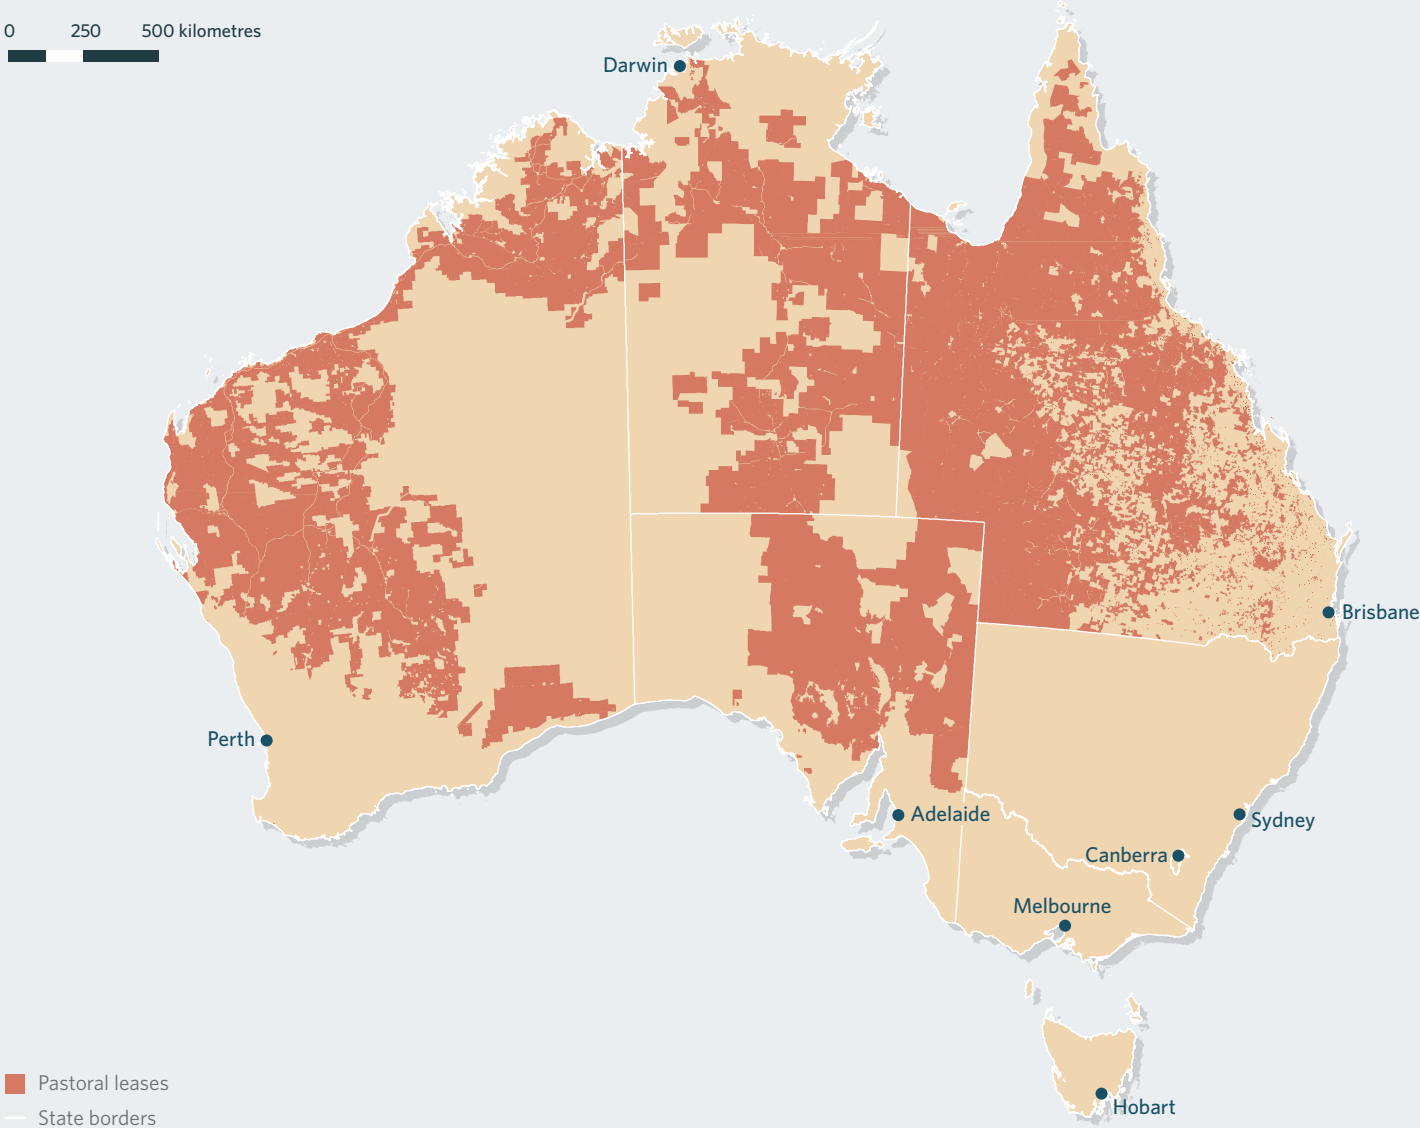 0 250 500 kilometres
Darwin
Brisbane
Perth
Adelaide
Sydney
Canberra
Melbourne
Pastoral leases
Hobart
State borders